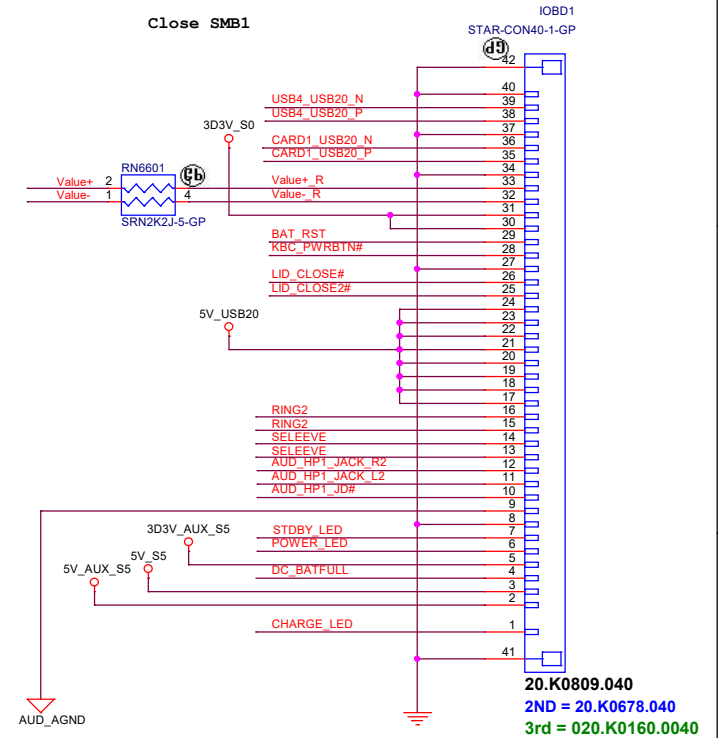 Close SMB1
IOBD1
STAR-CON40-1-GP
GP
42
40
USB4_USB20_N
39
USB4_USB20_P
38
3D3V_S0
37
CARD1_USB20_N
36
CARD1_USB20_P
35
34
RN6601
GP
Value+ 2
Value+_R
33
Value- 1
4
Value-_R
32
SRN2K2J-5-GP
31
30
BAT_RST
29
KBC_PWRBTN#
28
27
LID_CLOSE#
26
LID_CLOSE2#
25
24
5V_USB20
23
22
21
20
19
18
17
RING2
16
RING2
15
SELEEVE
14
SELEEVE
13
AUD_HP1_JACK_R2
12
AUD_HP1_JACK_L2
11
AUD_HP1_JD#
10
9
8
3D3V_AUX_S5
STDBY_LED
7
POWER_LED
6
5V_S5
5
5V_AUX_S5
DC_BATFULL
4
3
2
CHARGE_LED
1
41
20.K0809.040
2ND = 20.K0678.040
3rd = 020.K0160.0040
AUD_AGND